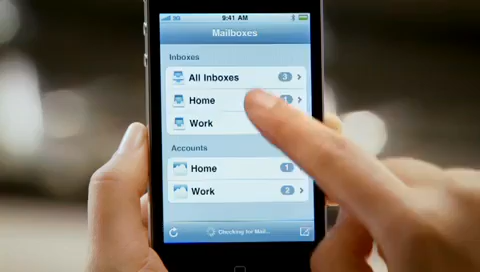 3G 9:41 AM
Mailboxes
Inboxes
All Inboxes 3
Home 1
Work
Accounts
Home 1
Work 2
Checking for Mail...